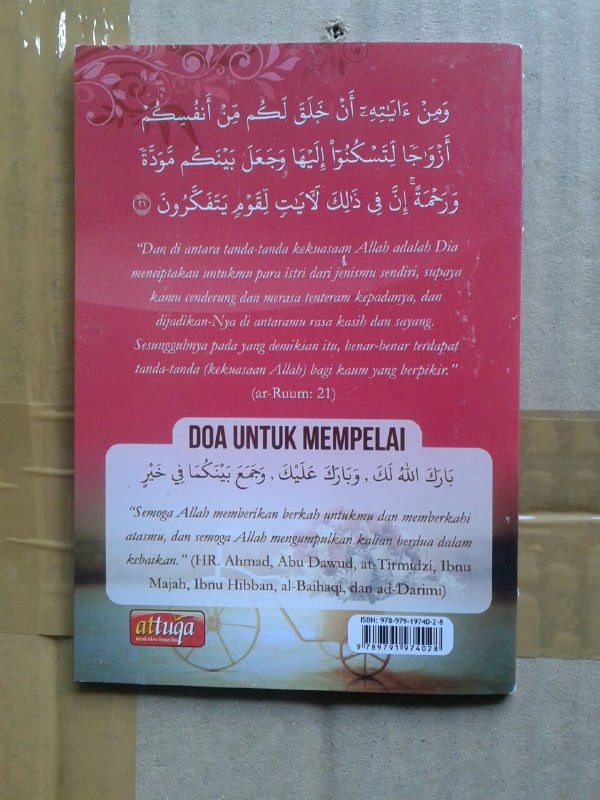 وَمِنْ ءَايَٰتِهِۦٓ أَنْ خَلَقَ لَكُم مِّنْ أَنفُسِكُمْ
أَزْوَٰجًا لِّتَسْكُنُوٓا۟ إِلَيْهَا وَجَعَلَ بَيْنَكُم مَّوَدَّةً
وَرَحْمَةً ۚ إِنَّ فِى ذَٰلِكَ لَءَايَٰتٍ لِّقَوْمٍ يَتَفَكَّرُونَ ٢١
“Dan di antara tanda-tanda kekuasaan Allah adalah Dia
menciptakan untukmu para istri dari jenismu sendiri, supaya
kamu cenderung dan merasa tenteram kepadanya, dan
dijadikan-Nya di antaramu rasa kasih dan sayang.
Sesungguhnya pada yang demikian itu, benar-benar terdapat
tanda-tanda (kekuasaan Allah) bagi kaum yang berpikir.”
(ar-Ruum: 21)
DOA UNTUK MEMPELAI
بَارَكَ اللهُ لَكَ , وَبَارَكَ عَلَيْكَ , وَجَمَعَ بَيْنَكُمَا فِي خَيْرٍ
“Semoga Allah memberikan berkah untukmu dan memberkahi
atasmu, dan semoga Allah mengumpulkan kalian berdua dalam
kebaikan.” (HR. Ahmad, Abu Dawud, at-Tirmidzi, Ibnu
Majah, Ibnu Hibban, al-Baihaqi, dan ad-Darimi)
attuqa
ISBN: 978-979-19740-2-8
9 789791 974028